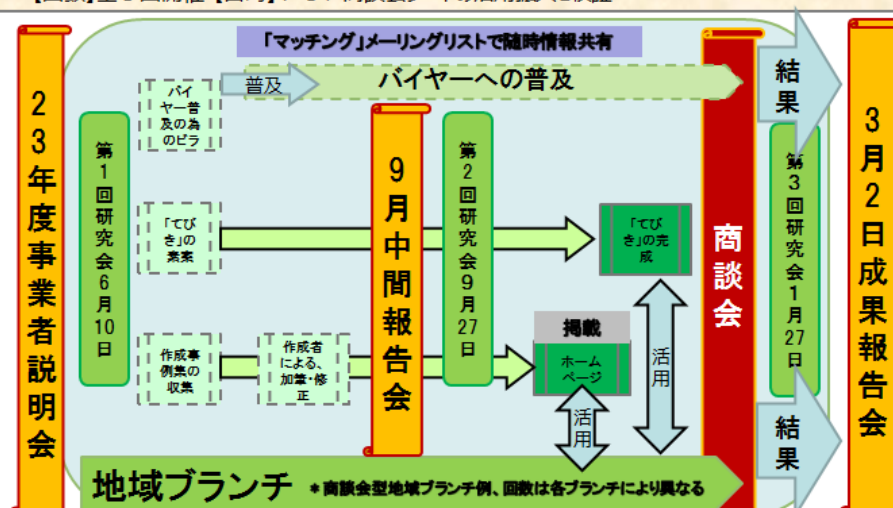 「マッチング」メーリングリストで随時情報共有
23年度事業者説明会
バイ
ヤー普
及の為
のビラ
普及
バイヤーへの普及
結
果
第1回研究会6月10日
9月中間報告会
第2回研究会9月27日
商談会
第3回研究会1月27日
3月2日成果報告会
「てび
き」の
素案
「てび
き」の完
成
作成事
例集の
収集
作成者
による、
加筆・修
正
掲載
ホーム
ページ
活用
活用
結
果
地域ブランチ ＊商談会型地域ブランチ例、回数は各ブランチにより異なる